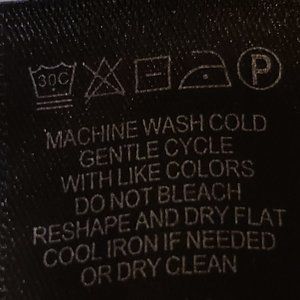 30C P
MACHINE WASH COLD
GENTLE CYCLE
WITH LIKE COLORS
DO NOT BLEACH
RESHAPE AND DRY FLAT
COOL IRON IF NEEDED
OR DRY CLEAN